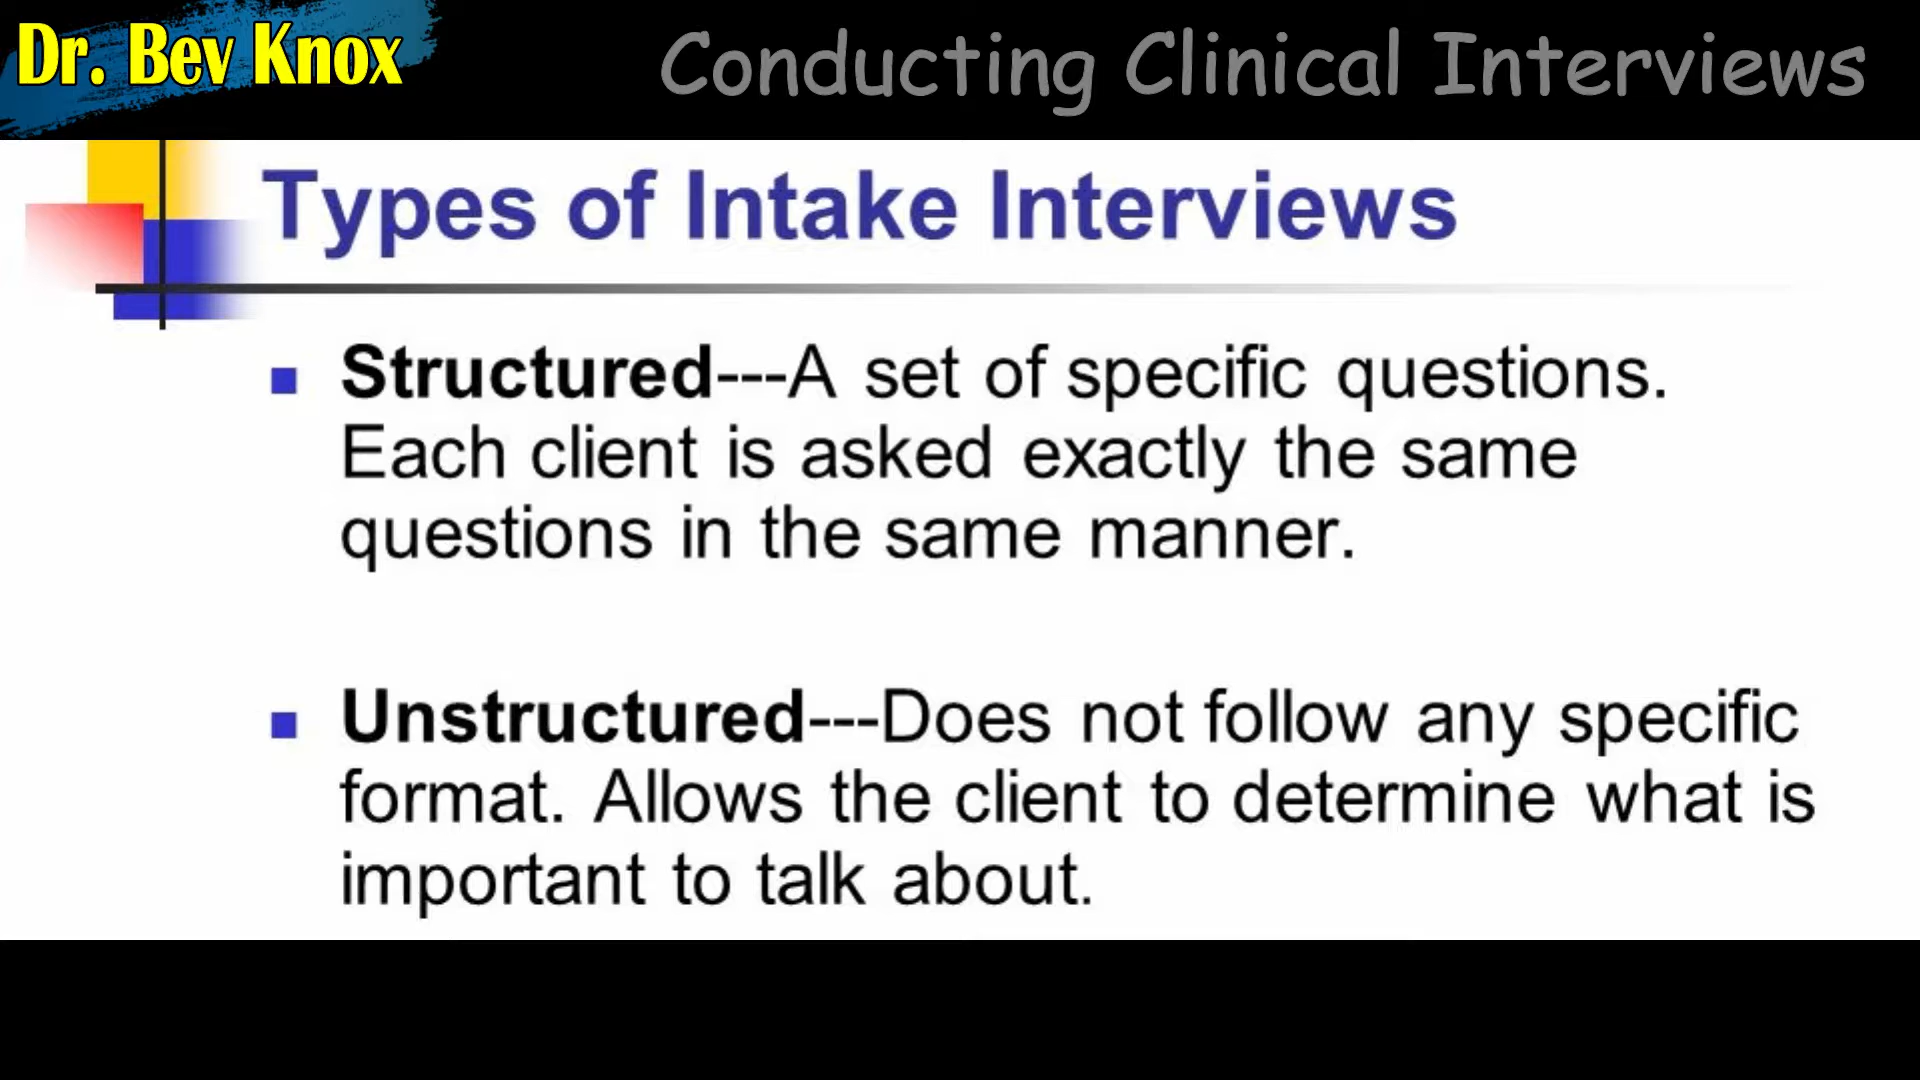 Dr. Bev Knox
Conducting Clinical Interviews
Types of Intake Interviews
Structured---A set of specific questions.
Each client is asked exactly the same
questions in the same manner.
Unstructured---Does not follow any specific
format. Allows the client to determine what is
important to talk about.